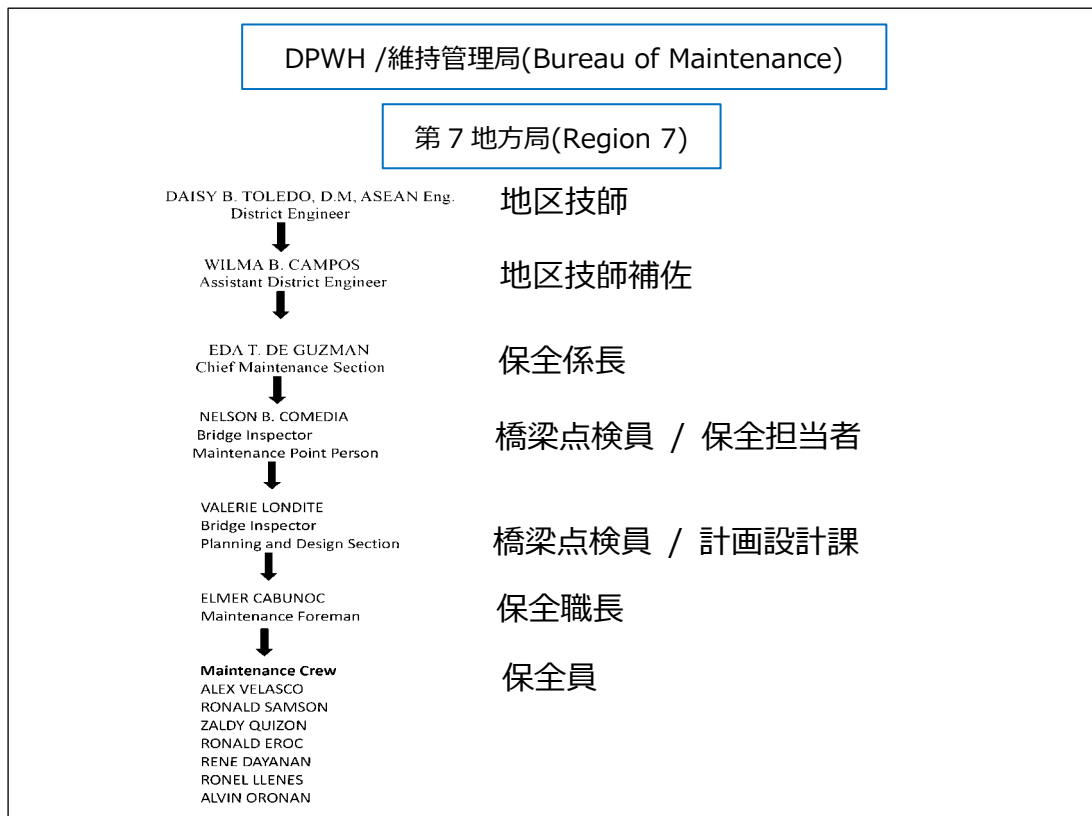 DPWH /維持管理局(Bureau of Maintenance)
第７地方局(Region 7)
DAISY B. TOLEDO, D.M, ASEAN Eng.
District Engineer
地区技師
WILMA B. CAMPOS
Assistant District Engineer
地区技師補佐
EDA T. DE GUZMAN
Chief Maintenance Section
保全係長
NELSON B. COMEDIA
Bridge Inspector
Maintenance Point Person
橋梁点検員 / 保全担当者
VALERIE LONDITE
Bridge Inspector
Planning and Design Section
橋梁点検員 / 計画設計課
ELMER CABUNOC
Maintenance Foreman
保全職長
Maintenance Crew
保全員
ALEX VELASCO
RONALD SAMSON
ZALDY QUIZON
RONALD EROC
RENE DAYANAN
RONEL LLENES
ALVIN ORONAN